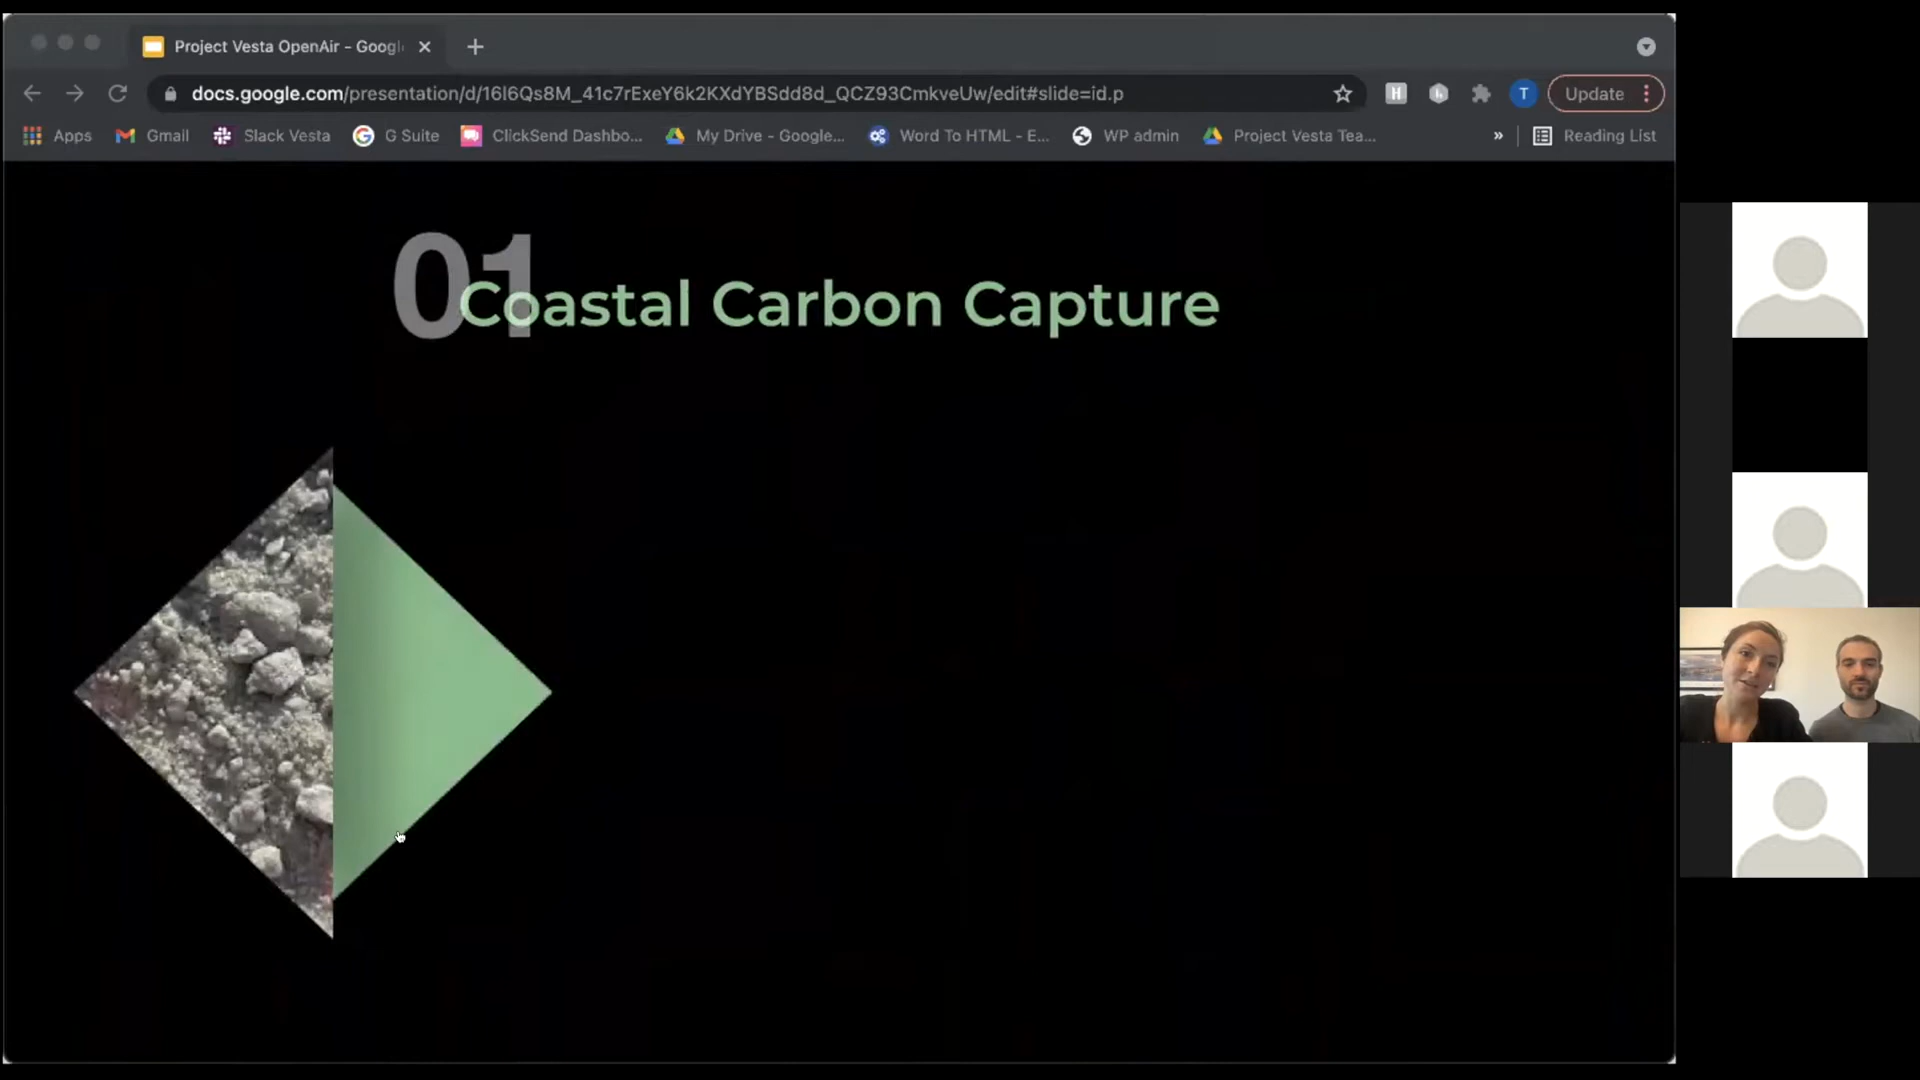 Project Vesta OpenAir - Googl
docs.google.com/presentation/d/16l6Qs8M_41c7rExeY6k2KXdYBSdd8d_QCZ93CmkveUw/edit#slide=id.p
H
T
Update
Apps
Gmail
Slack Vesta
G Suite
ClickSend Dashbo...
My Drive - Google...
Word To HTML - E...
WP admin
Project Vesta Tea...
»
Reading List
01
Coastal Carbon Capture